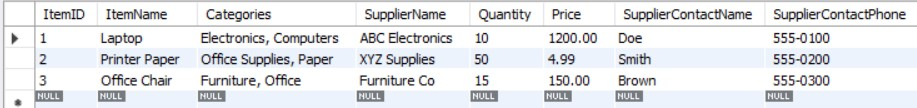 ItemID ItemName Categories SupplierName Quantity Price SupplierContactName SupplierContactPhone
1 Laptop Electronics, Computers ABC Electronics 10 1200.00 Doe 555-0100
2 Printer Paper Office Supplies, Paper XYZ Supplies 50 4.99 Smith 555-0200
3 Office Chair Furniture, Office Furniture Co 15 150.00 Brown 555-0300
NULL NULL NULL NULL NULL NULL NULL NULL